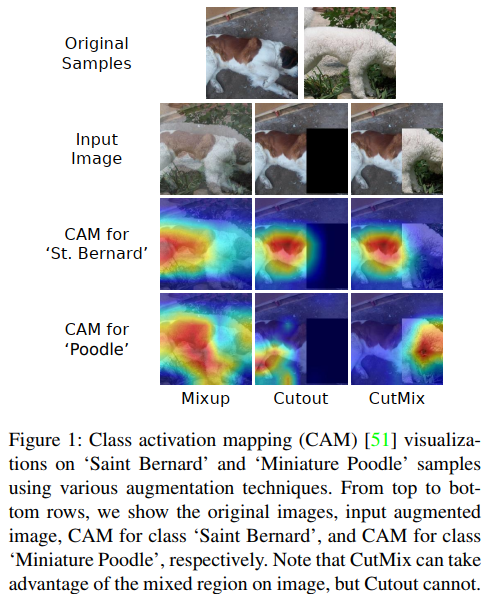 Original
Samples
Input
Image
CAM for
‘St. Bernard’
CAM for
‘Poodle’
Mixup Cutout CutMix
Figure 1: Class activation mapping (CAM) [51] visualiza-
tions on ‘Saint Bernard’ and ‘Miniature Poodle’ samples
using various augmentation techniques. From top to bot-
tom rows, we show the original images, input augmented
image, CAM for class ‘Saint Bernard’, and CAM for class
‘Miniature Poodle’, respectively. Note that CutMix can take
advantage of the mixed region on image, but Cutout cannot.